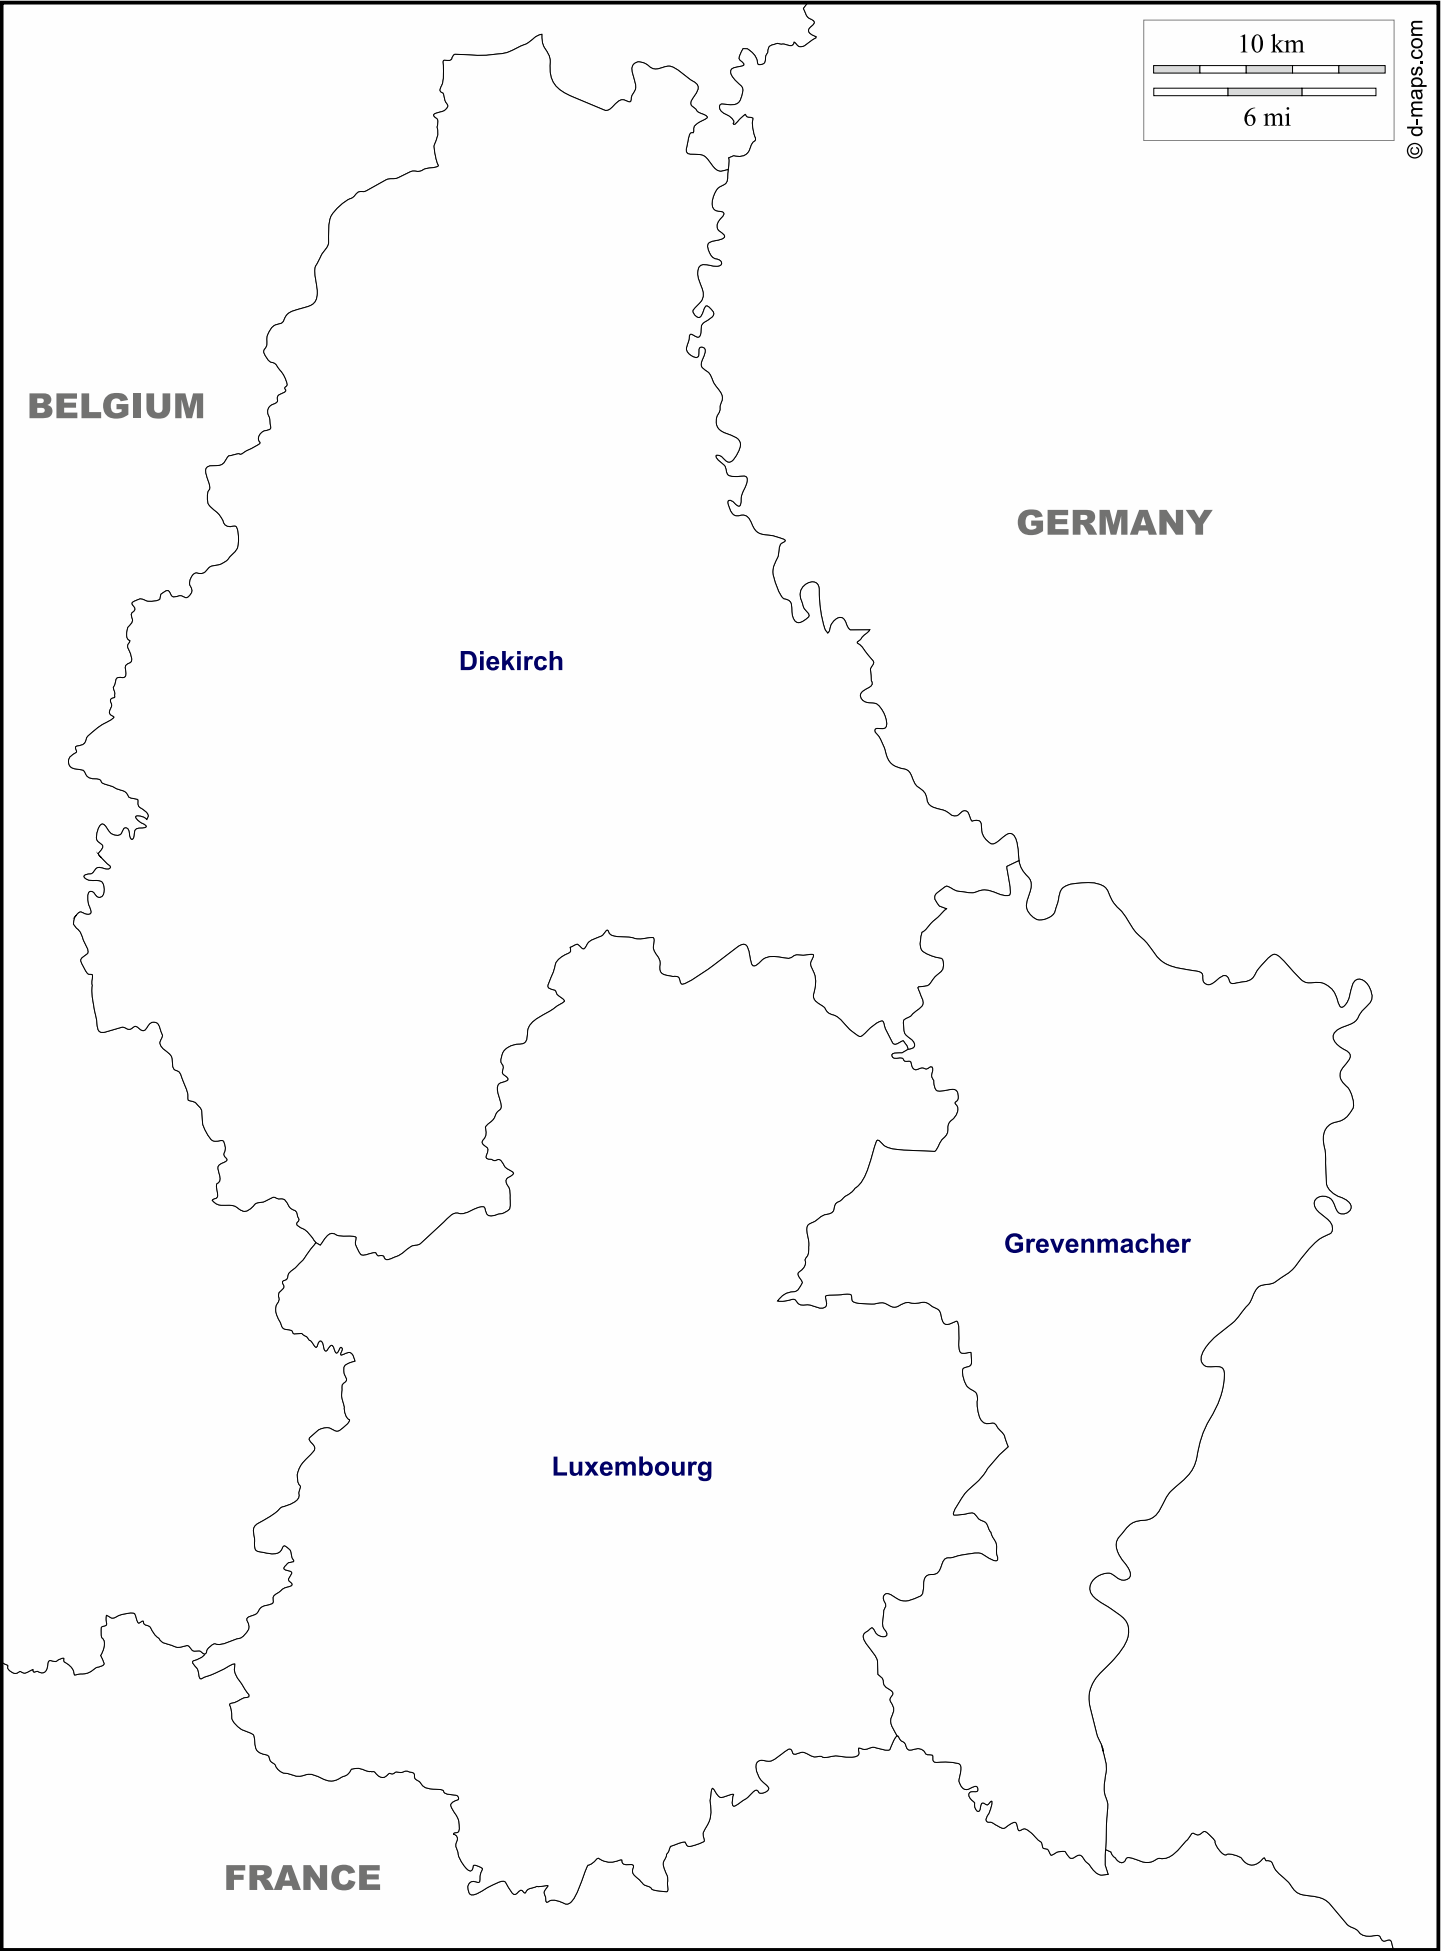 10 km
6 mi
© d-maps.com
BELGIUM
GERMANY
Diekirch
Grevenmacher
Luxembourg
FRANCE